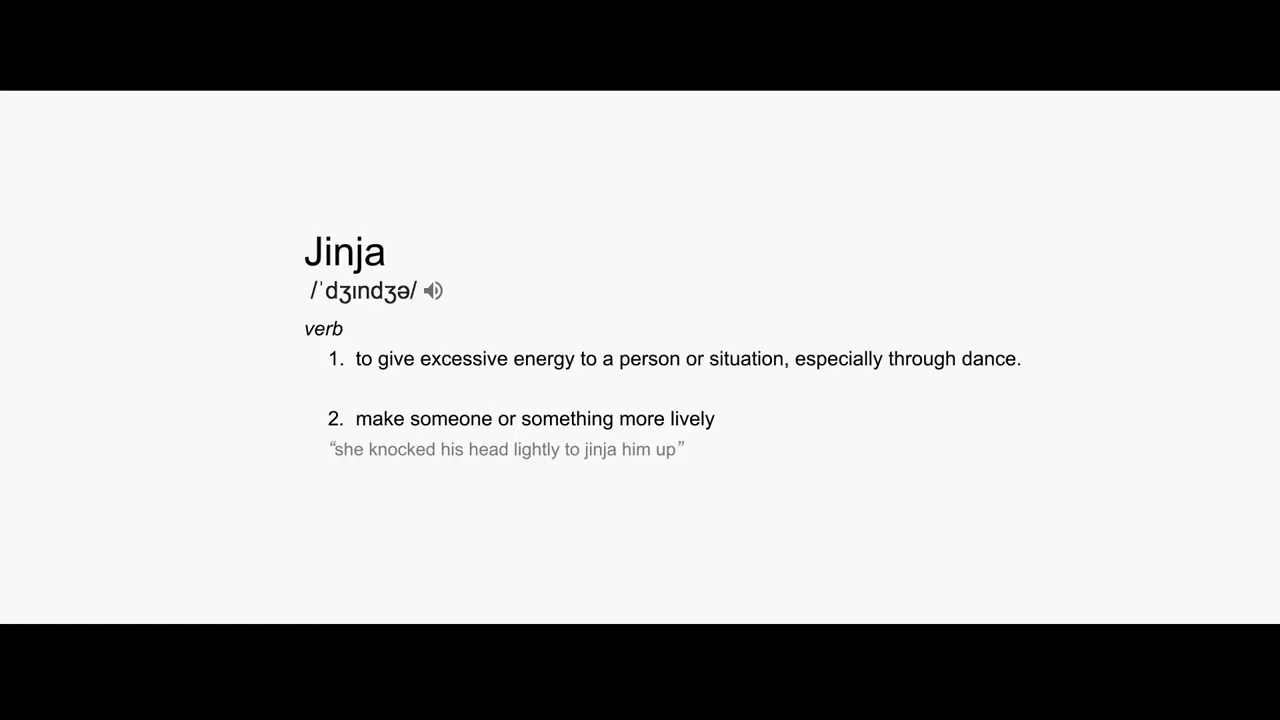 Jinja
/ˈdʒɪndʒə/
verb
1. to give excessive energy to a person or situation, especially through dance.
2. make someone or something more lively
“she knocked his head lightly to jinja him up”